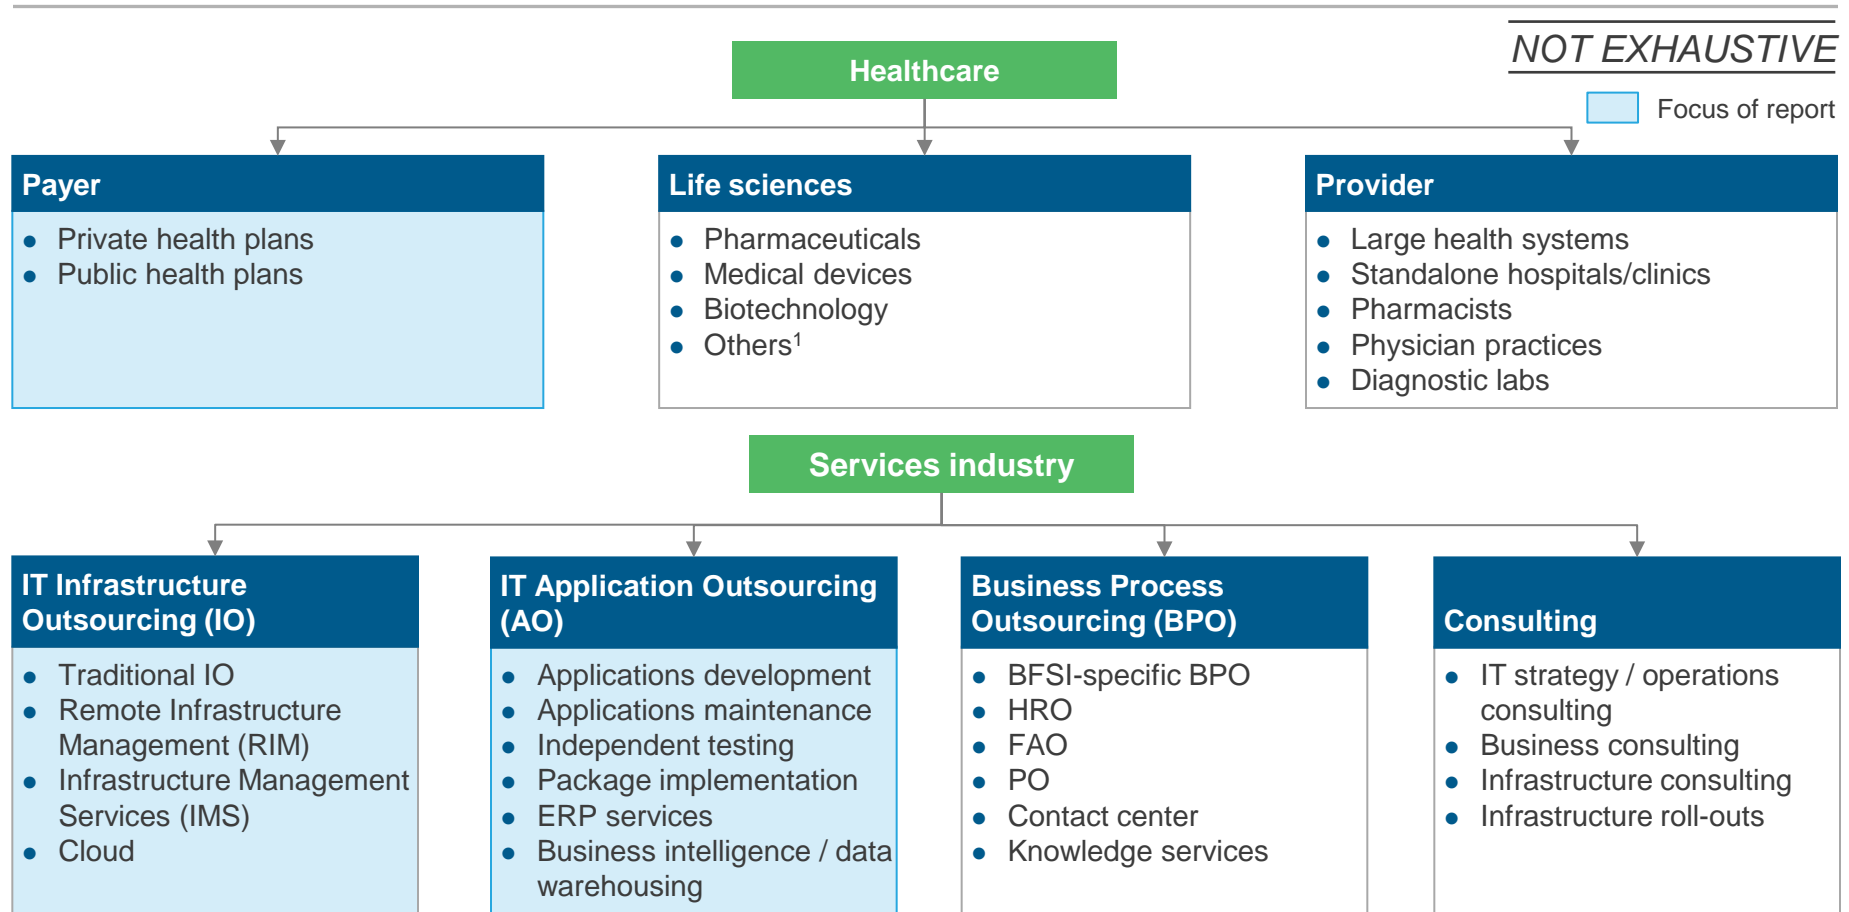 NOT EXHAUSTIVE
Healthcare
Focus of report
Payer
● Private health plans
● Public health plans
Life sciences
● Pharmaceuticals
● Medical devices
● Biotechnology
● Others¹
Provider
● Large health systems
● Standalone hospitals/clinics
● Pharmacists
● Physician practices
● Diagnostic labs
Services industry
IT Infrastructure
Outsourcing (IO)
● Traditional IO
● Remote Infrastructure
Management (RIM)
● Infrastructure Management
Services (IMS)
● Cloud
IT Application Outsourcing
(AO)
● Applications development
● Applications maintenance
● Independent testing
● Package implementation
● ERP services
● Business intelligence / data
warehousing
Business Process
Outsourcing (BPO)
● BFSI-specific BPO
● HRO
● FAO
● PO
● Contact center
● Knowledge services
Consulting
● IT strategy / operations
consulting
● Business consulting
● Infrastructure consulting
● Infrastructure roll-outs